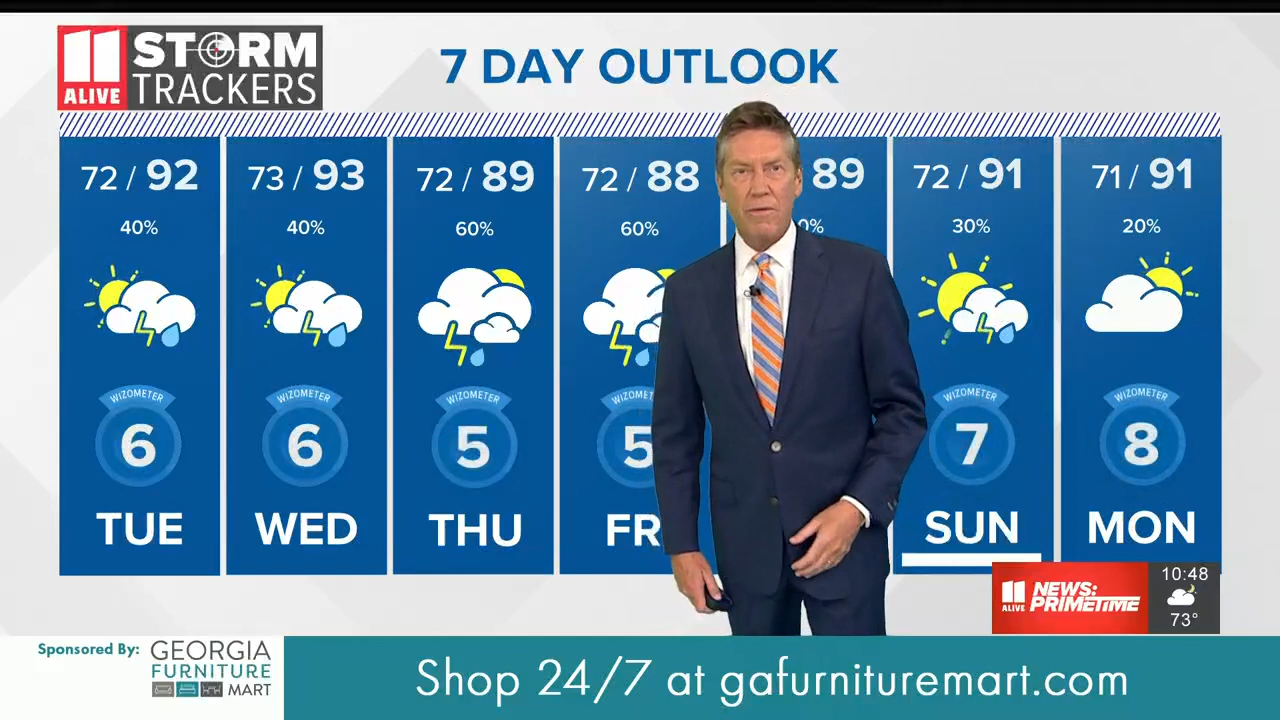 11 ALIVE
STORM
TRACKERS
7 DAY OUTLOOK
72 / 92
73 / 93
72 / 89
72 / 88
89
72 / 91
71 / 91
40%
40%
60%
60%
0%
30%
20%
WIZOMETER
WIZOMETER
WIZOMETER
WIZOMETER
WIZOMETER
6
6
5
5
7
8
TUE
WED
THU
FR
SUN
MON
11 ALIVE
NEWS:
PRIMETIME
10:48
73°
Sponsored By:
GEORGIA
FURNITURE
MART
Shop 24/7 at gafurnituremart.com